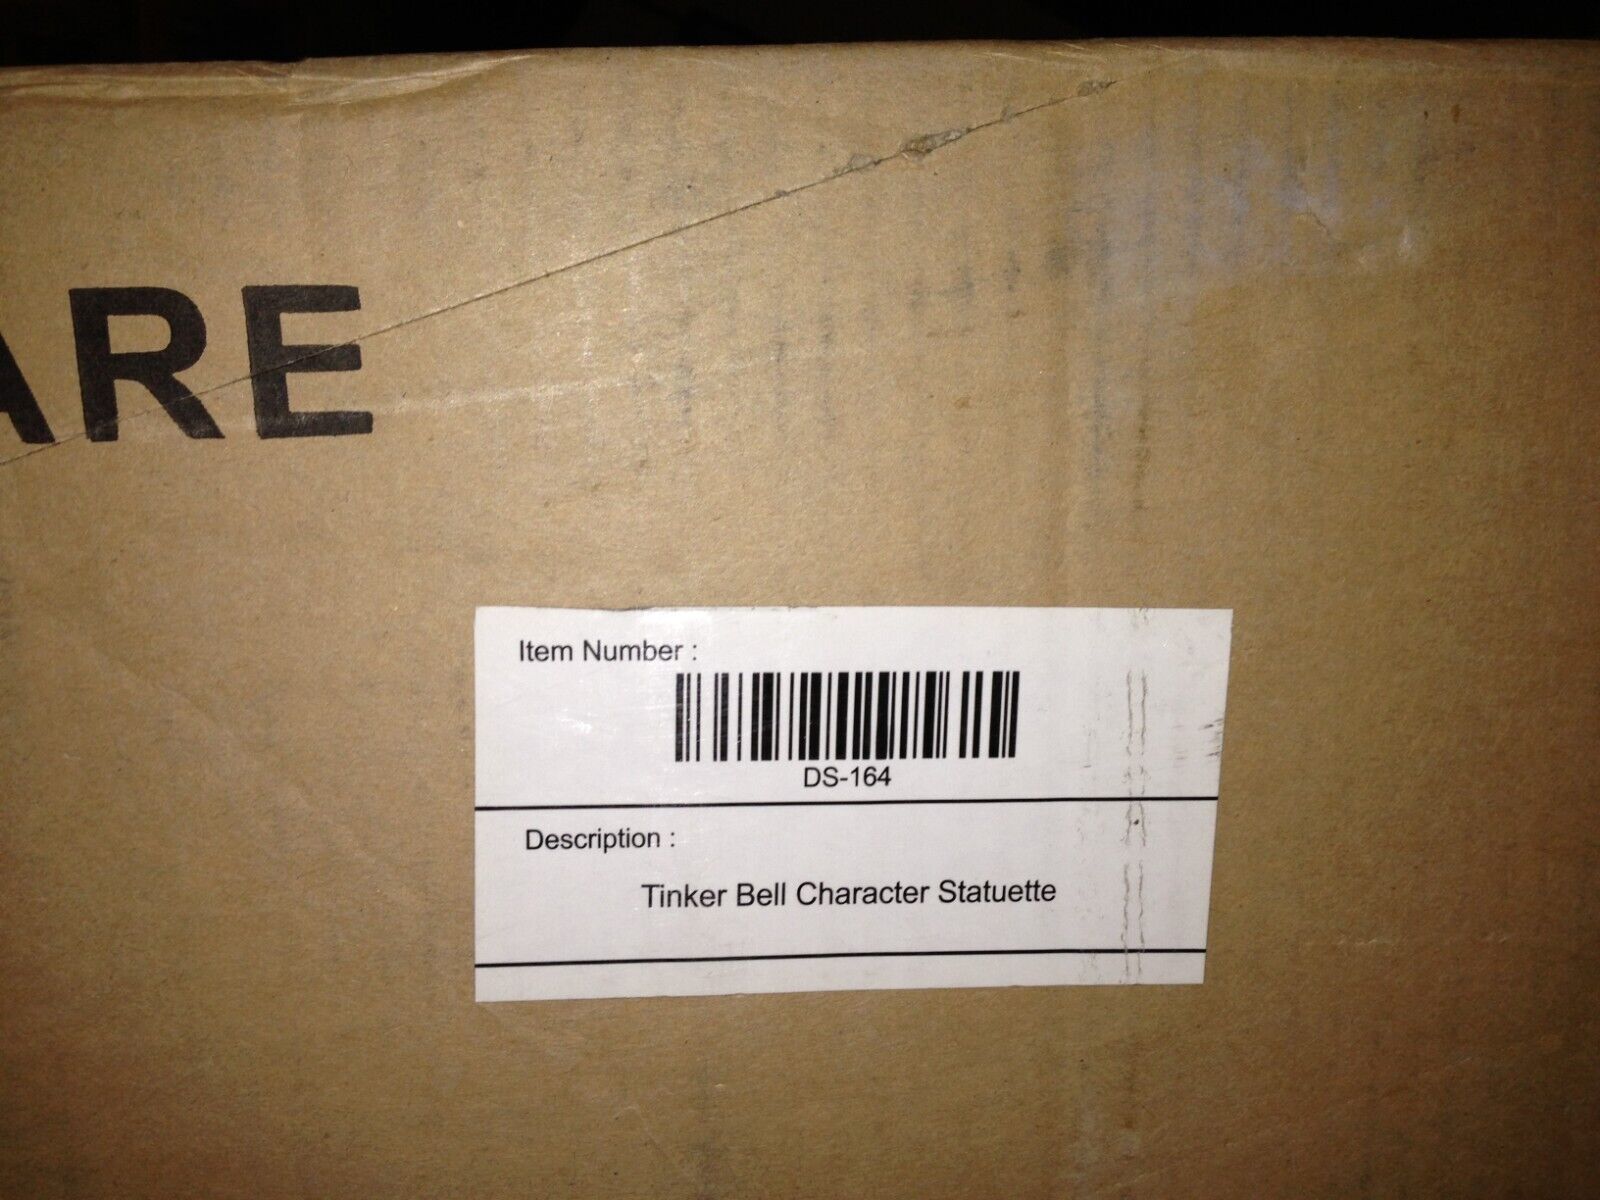 ARE
Item Number :
DS-164
Description :
Tinker Bell Character Statuette